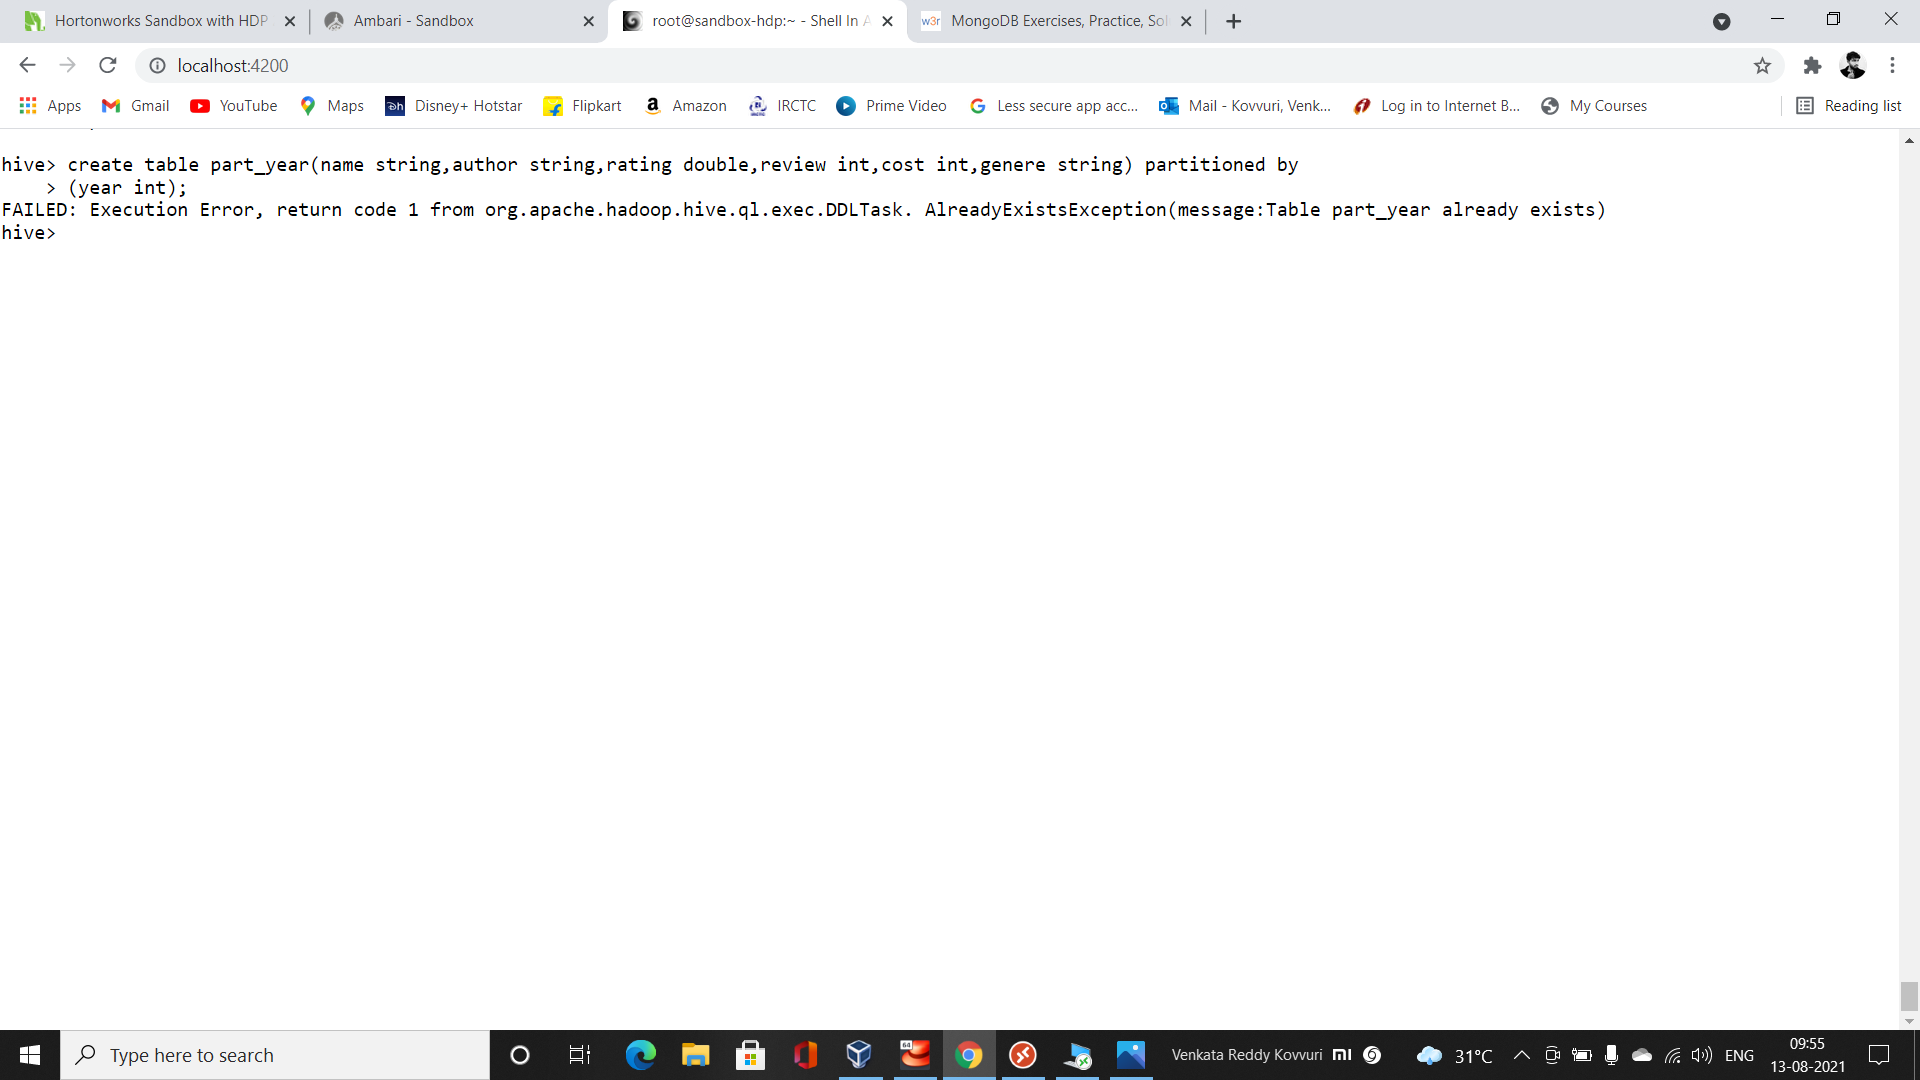 Hortonworks Sandbox with HDP
Ambari - Sandbox
root@sandbox-hdp:~ - Shell In A
w3r MongoDB Exercises, Practice, Sol
localhost:4200
Apps Gmail YouTube Maps Disney+ Hotstar Flipkart Amazon IRCTC Prime Video Less secure app acc... Mail - Kovvuri, Venk... Log in to Internet B... My Courses Reading list
hive> create table part_year(name string,author string,rating double,review int,cost int,genere string) partitioned by
> (year int);
FAILED: Execution Error, return code 1 from org.apache.hadoop.hive.ql.exec.DDLTask. AlreadyExistsException(message:Table part_year already exists)
hive>
Type here to search
64
Venkata Reddy Kovvuri
31°C
ENG
09:55
13-08-2021